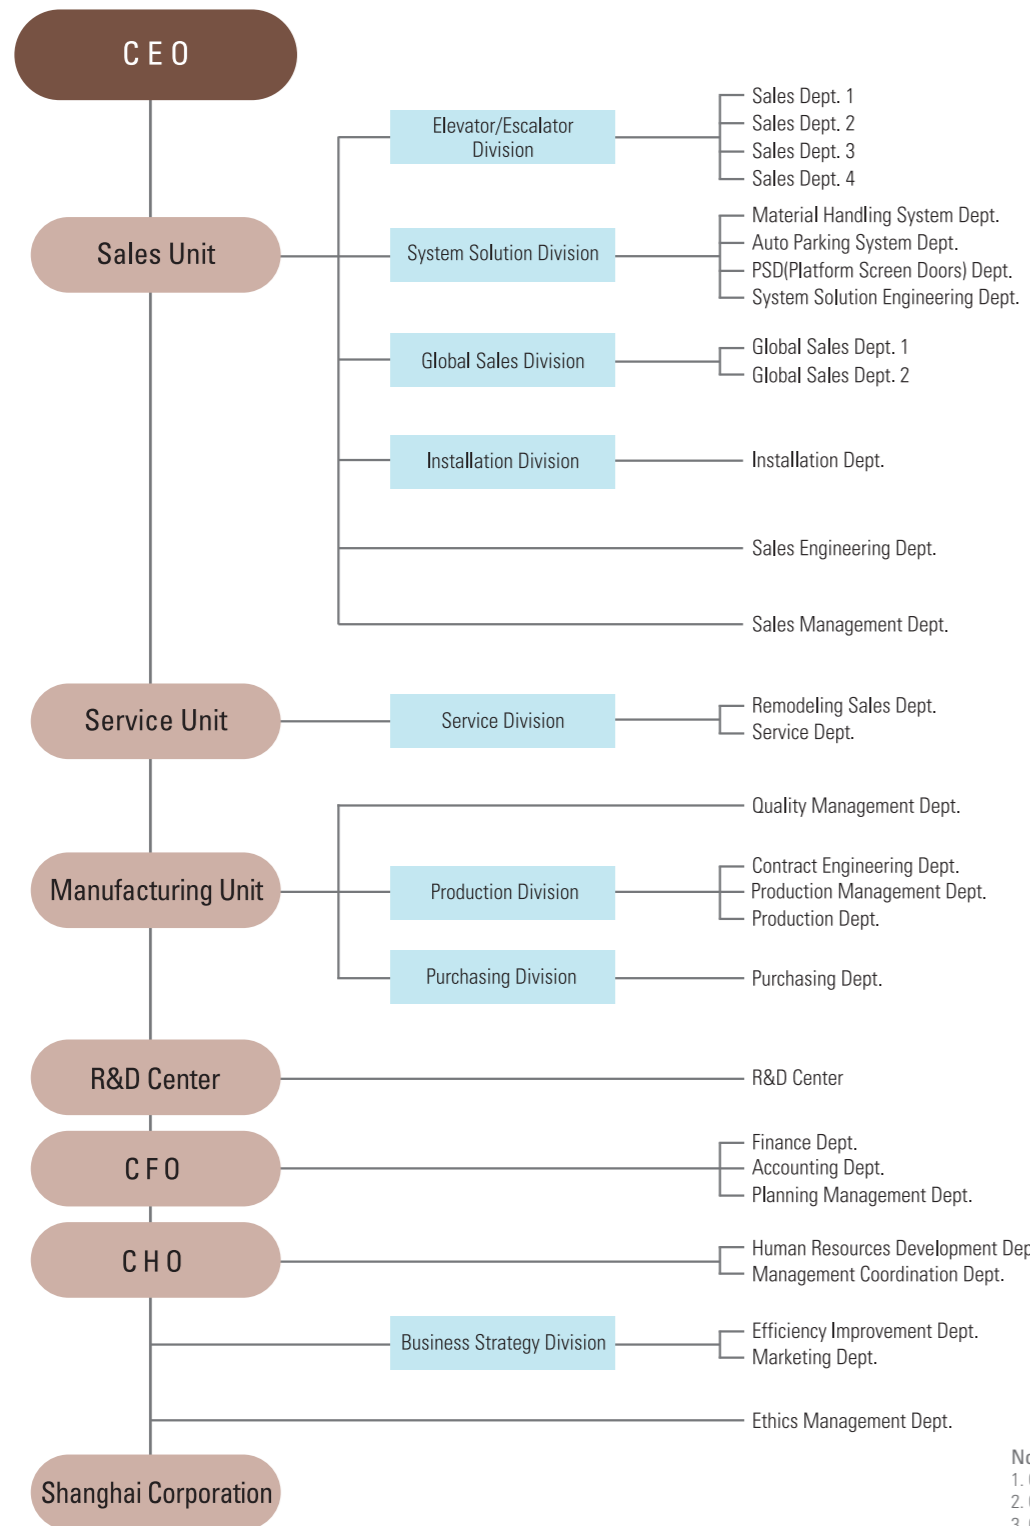 CEO
Sales Unit
Elevator/Escalator
Division
Sales Dept. 1
Sales Dept. 2
Sales Dept. 3
Sales Dept. 4
System Solution Division
Material Handling System Dept.
Auto Parking System Dept.
PSD(Platform Screen Doors) Dept.
System Solution Engineering Dept.
Global Sales Division
Global Sales Dept. 1
Global Sales Dept. 2
Installation Division
Installation Dept.
Sales Engineering Dept.
Sales Management Dept.
Service Unit
Service Division
Remodeling Sales Dept.
Service Dept.
Manufacturing Unit
Quality Management Dept.
Production Division
Contract Engineering Dept.
Production Management Dept.
Production Dept.
Purchasing Division
Purchasing Dept.
R&D Center
R&D Center
CFO
Finance Dept.
Accounting Dept.
Planning Management Dept.
CHO
Human Resources Development Dep
Management Coordination Dept.
Business Strategy Division
Efficiency Improvement Dept.
Marketing Dept.
Ethics Management Dept.
Shanghai Corporation
1.
2.
3.